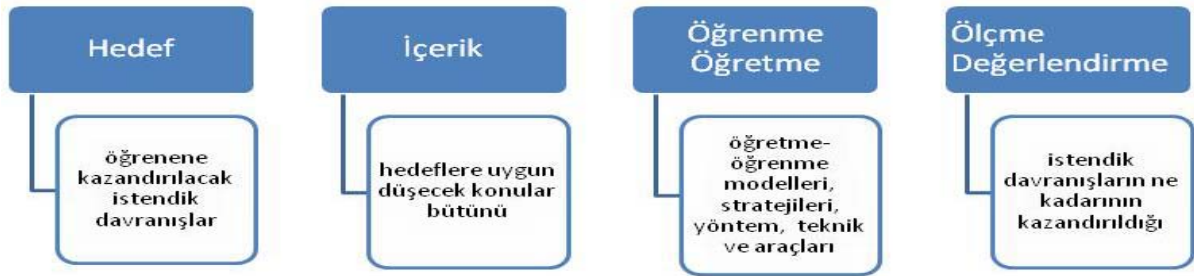 Hedef
öğrenene
kazandırılacak
istendik
davranışlar
İçerik
hedeflere uygun
düşecek konular
bütünü
Öğrenme
Öğretme
öğretme-
öğrenme
modelleri,
stratejileri,
yöntem, teknik
ve araçları
Ölçme
Değerlendirme
istendik
davranışların ne
kadarının
kazandırıldığı